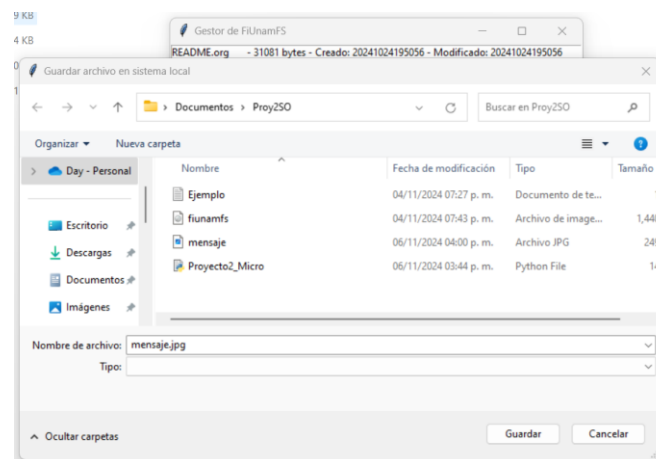 9 KB
Gestor de FiUnamFS
4 KB
README.org - 31081 bytes - Creado: 20241024195056 - Modificado: 20241024195056
Guardar archivo en sistema local
Documentos > Proy2SO
Buscar en Proy2SO
Organizar
Nueva carpeta
Day - Personal
Nombre
Fecha de modificación
Tipo
Tamaño
Ejemplo
04/11/2024 07:27 p. m.
Documento de te...
Escritorio
fiunamfs
04/11/2024 07:43 p. m.
Archivo de image...
Descargas
mensaje
06/11/2024 04:00 p. m.
Archivo JPG
Documentos
Proyecto2_Micro
06/11/2024 03:44 p. m.
Python File
Imágenes
Nombre de archivo: mensaje.jpg
Tipo:
Ocultar carpetas
Guardar
Cancelar